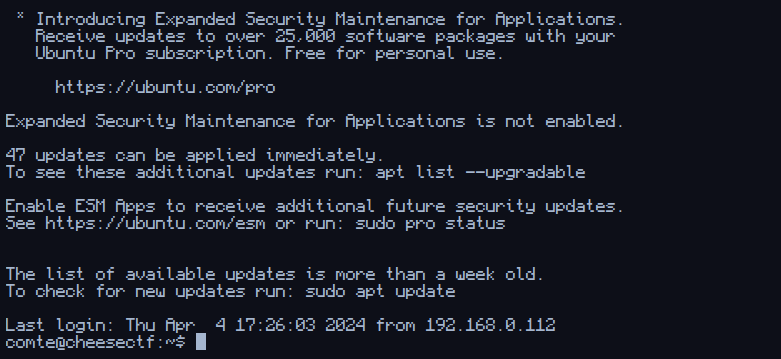 * Introducing Expanded Security Maintenance for Applications.
Receive updates to over 25,000 software packages with your
Ubuntu Pro subscription. Free for personal use.
https://ubuntu.com/pro
Expanded Security Maintenance for Applications is not enabled.
47 updates can be applied immediately.
To see these additional updates run: apt list --upgradable
Enable ESM Apps to receive additional future security updates.
See https://ubuntu.com/esm or run: sudo pro status
The list of available updates is more than a week old.
To check for new updates run: sudo apt update
Last login: Thu Apr  4 17:26:03 2024 from 192.168.0.112
comte@cheesectf:~$